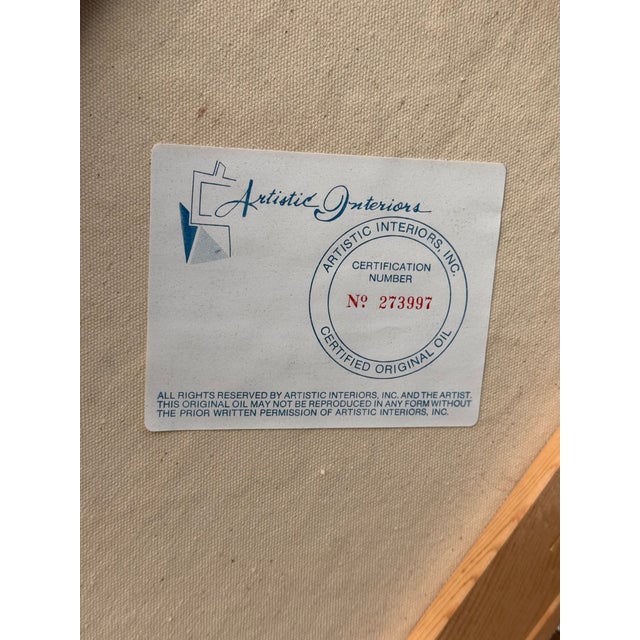 Artistic Interiors
ARTISTIC INTERIORS, INC.
CERTIFICATION
NUMBER
Nº 273997
CERTIFIED ORIGINAL OIL
ALL RIGHTS RESERVED BY ARTISTIC INTERIORS, INC. AND THE ARTIST.
THIS ORIGINAL OIL MAY NOT BE REPRODUCED IN ANY FORM WITHOUT
THE PRIOR WRITTEN PERMISSION OF ARTISTIC INTERIORS, INC.